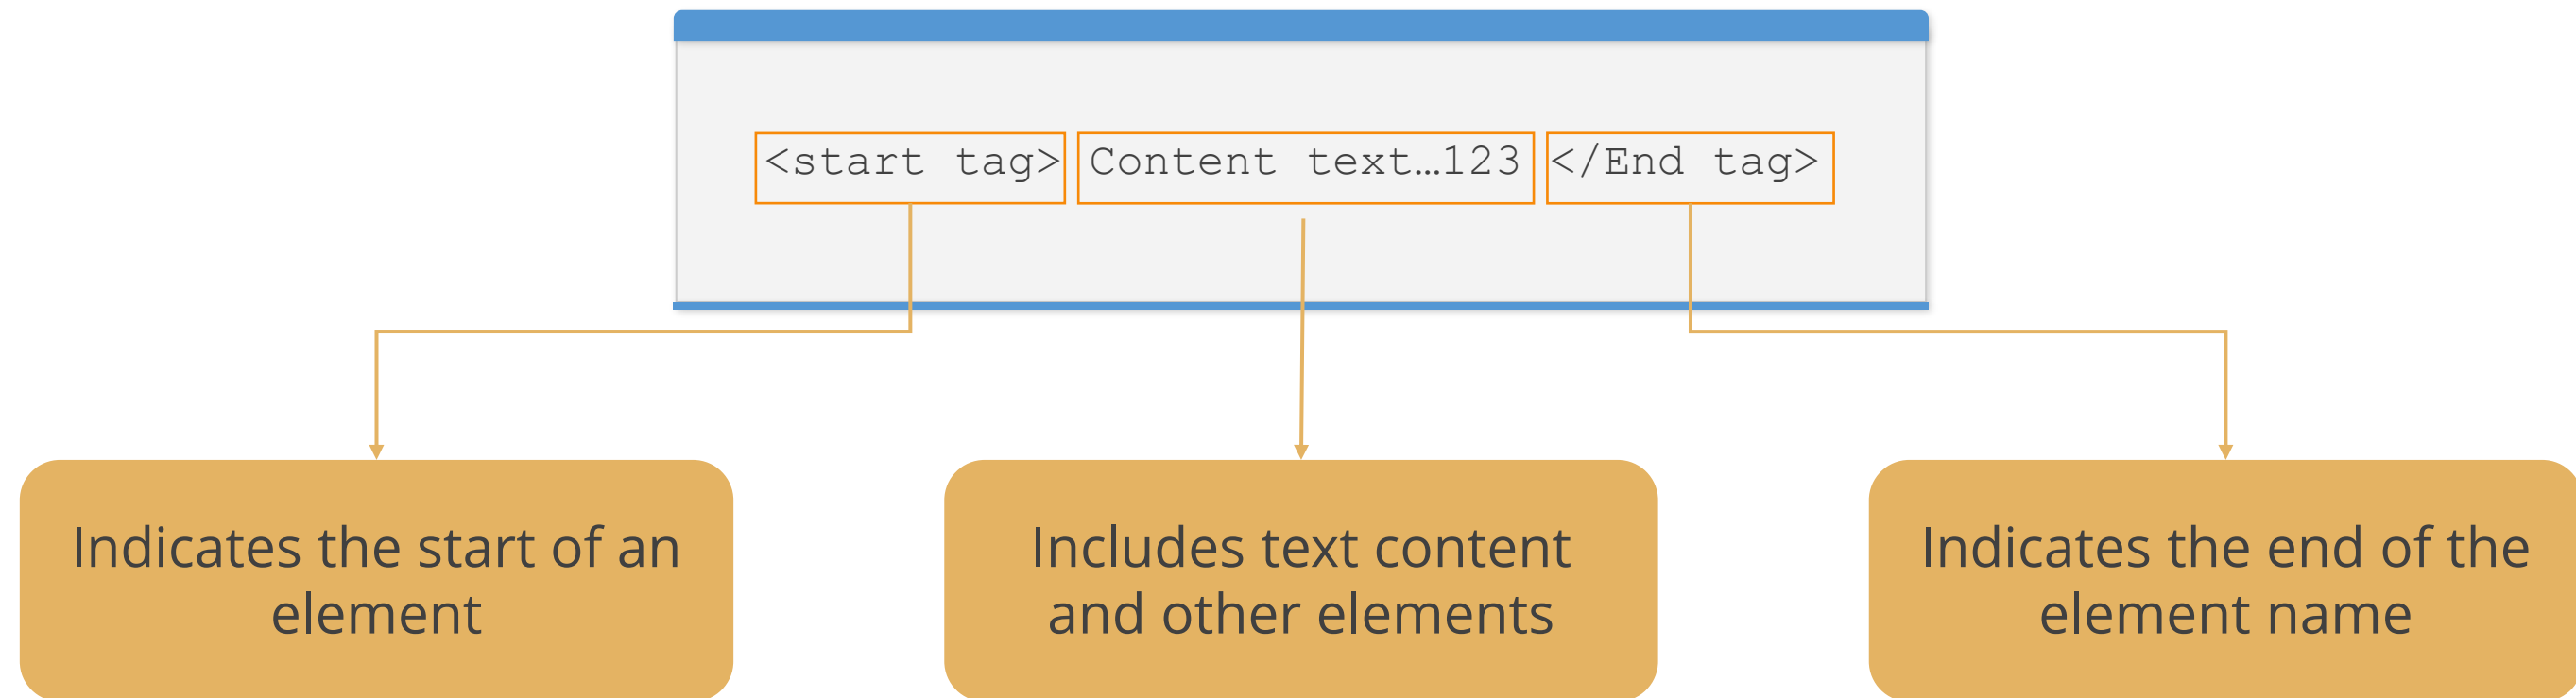 <start tag> Content text…123 </End tag>
Indicates the start of an
element
Includes text content
and other elements
Indicates the end of the
element name